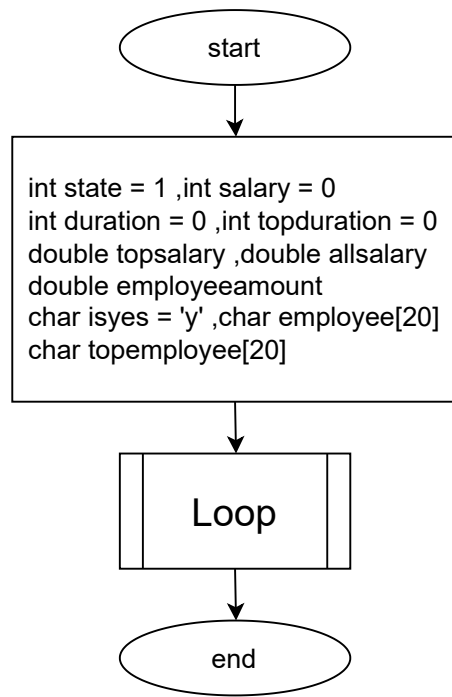 start
int state = 1 ,int salary = 0
int duration = 0 ,int topduration = 0
double topsalary ,double allsalary
double employeeamount
char isyes = 'y' ,char employee[20]
char topemployee[20]
Loop
end